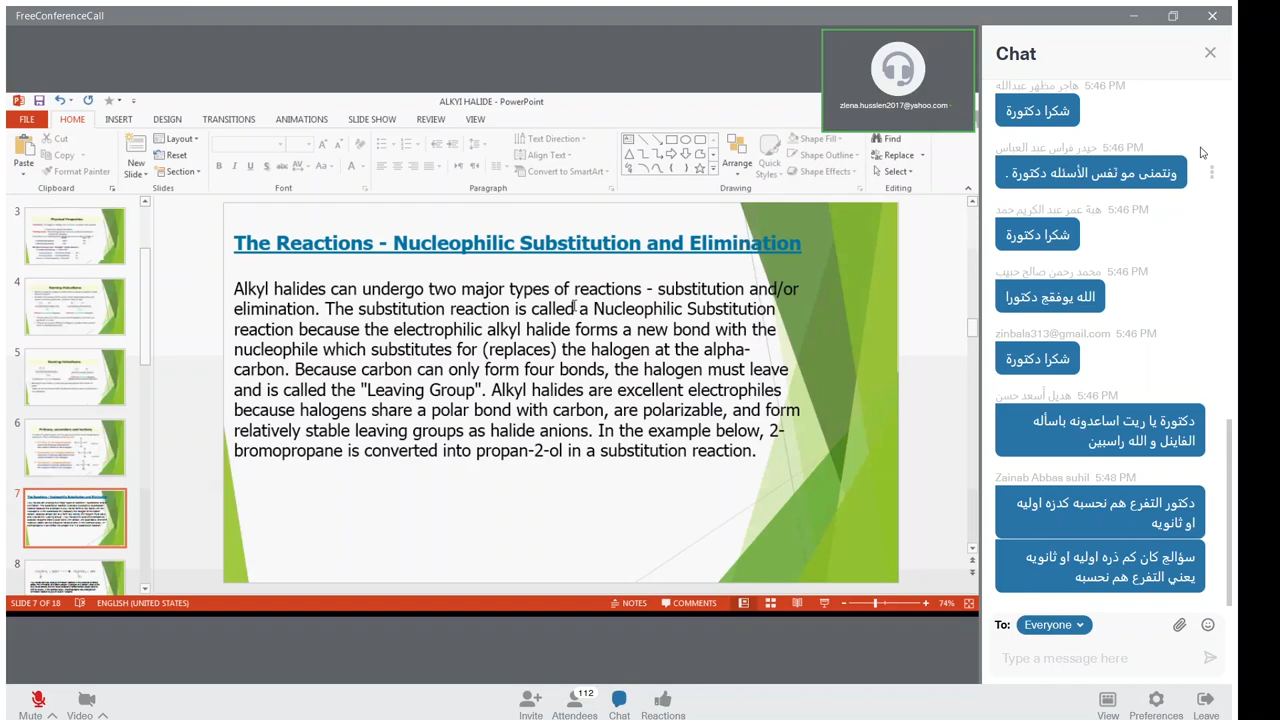 FreeConferenceCall
Chat
zlena.husslen2017@yahoo.com
ALKYI HALIDE - PowerPoint
FILE HOME INSERT DESIGN TRANSITIONS ANIMATIONS SLIDE SHOW REVIEW VIEW
Paste
Cut
Copy
Format Painter
Clipboard
New Slide
Layout
Reset
Section
Slides
Font
Paragraph
Text Direction
Align Text
Convert to SmartArt
Arrange
Quick Styles
Shape Fill
Shape Outline
Shape Effects
Drawing
Find
Replace
Select
Editing
3
4
5
6
7
8
The Reactions - Nucleophilic Substitution and Elimination
Alkyl halides can undergo two major types of reactions - substitution and/or
elimination. The substitution reaction is called a Nucleophilic Substitution
reaction because the electrophilic alkyl halide forms a new bond with the
nucleophile which substitutes for (replaces) the halogen at the alpha-
carbon. Because carbon can only form four bonds, the halogen must leave
and is called the "Leaving Group". Alkyl halides are excellent electrophiles
because halogens share a polar bond with carbon, are polarizable, and form
relatively stable leaving groups as halide anions. In the example below, 2-
bromopropane is converted into propan-2-ol in a substitution reaction.
SLIDE 7 OF 18 ENGLISH (UNITED STATES) NOTES COMMENTS 74%
هاجر مظهر عبدالله 5:46 PM
شكرا دكتورة
حيدر فراس عبد العباس 5:46 PM
ونتمنى مو نفس الأسئله دكتورة .
هبة عمر عبد الكريم حمد 5:46 PM
شكرا دكتورة
محمد رحمن صالح حبيب 5:46 PM
الله يوفقج دكتورا
zinbala313@gmail.com 5:46 PM
شكرا دكتورة
هديل أسعد حسن 5:46 PM
دكتورة يا ريت اساعدونه باسأله
الفاينل و الله راسبين
Zainab Abbas suhil 5:48 PM
دكتور التفرع هم نحسبه كدزه اوليه
او ثانويه
سؤالج كان كم ذره اوليه او ثانويه
يعني التفرع هم نحسبه
To: Everyone
Type a message here
Mute
Video
Invite
112
Attendees
Chat
Reactions
View
Preferences
Leave